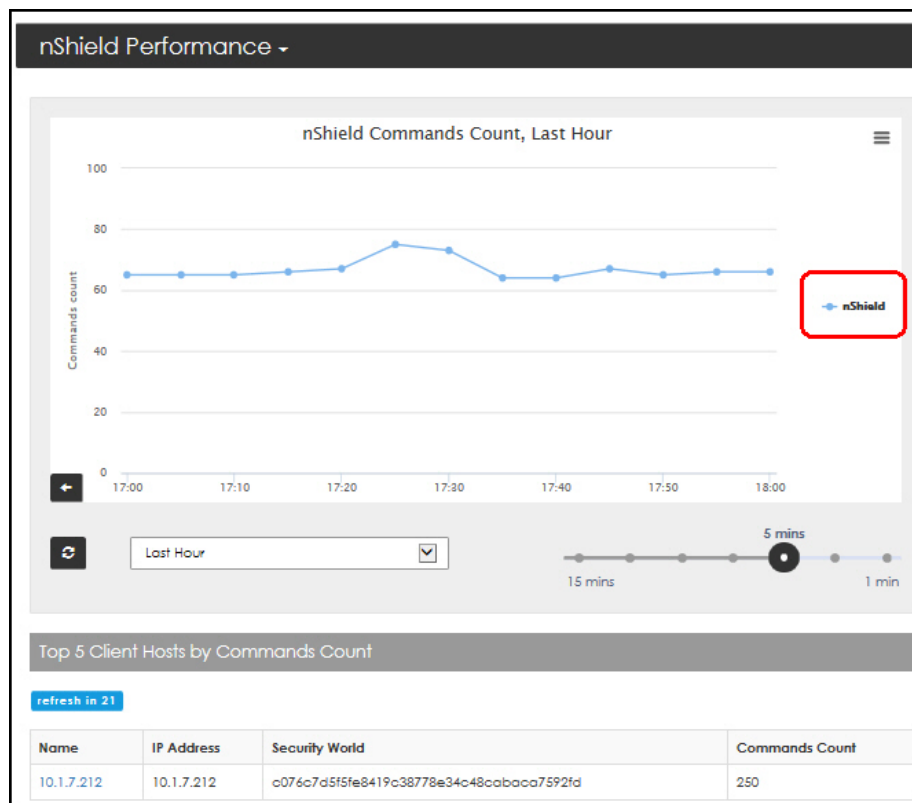 nShield Performance
nShield Commands Count, Last Hour
100
80
60
40
20
0
Commands count
nShield
17:00 17:10 17:20 17:30 17:40 17:50 18:00
Last Hour
5 mins
15 mins 1 min
Top 5 Client Hosts by Commands Count
refresh in 21
Name IP Address Security World Commands Count
10.1.7.212 10.1.7.212 c076c7d5f5fe8419c38778e34c48cabaca7592fd 250